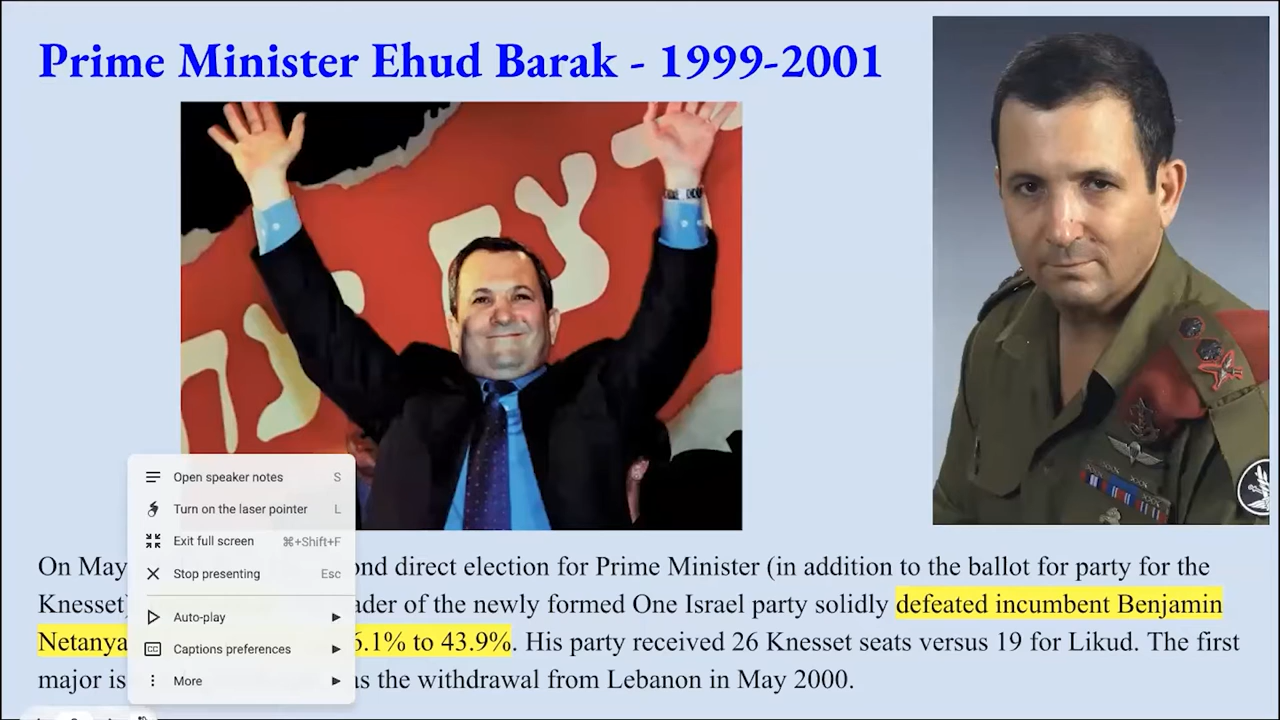 Prime Minister Ehud Barak - 1999-2001
Open speaker notes S
Turn on the laser pointer L
Exit full screen ⌘+Shift+F
Stop presenting Esc
Auto-play
Captions preferences
More
On May ond direct election for Prime Minister (in addition to the ballot for party for the
Knesset) ader of the newly formed One Israel party solidly defeated incumbent Benjamin
Netanya 6.1% to 43.9%. His party received 26 Knesset seats versus 19 for Likud. The first
major is as the withdrawal from Lebanon in May 2000.